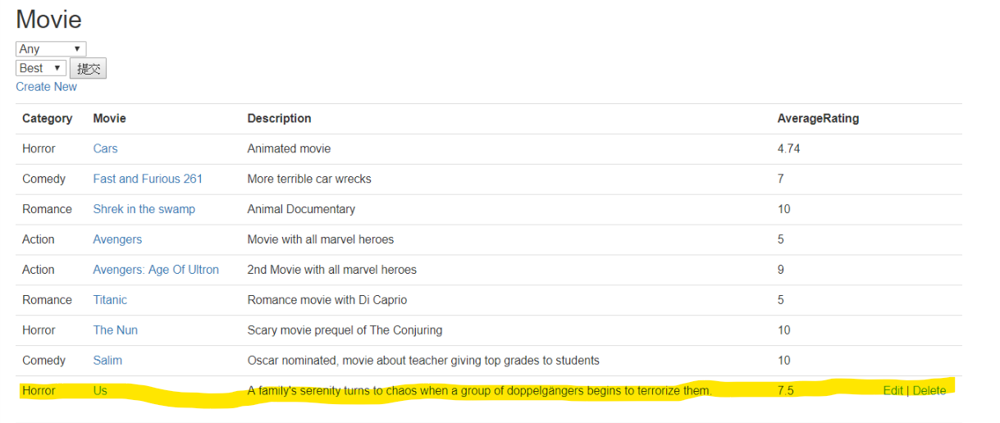 Movie
Any
Best 提交
Create New
Category Movie Description AverageRating
Horror Cars Animated movie 4.74
Comedy Fast and Furious 261 More terrible car wrecks 7
Romance Shrek in the swamp Animal Documentary 10
Action Avengers Movie with all marvel heroes 5
Action Avengers: Age Of Ultron 2nd Movie with all marvel heroes 9
Romance Titanic Romance movie with Di Caprio 5
Horror The Nun Scary movie prequel of The Conjuring 10
Comedy Salim Oscar nominated, movie about teacher giving top grades to students 10
Horror Us A family's serenity turns to chaos when a group of doppelgängers begins to terrorize them. 7.5 Edit | Delete